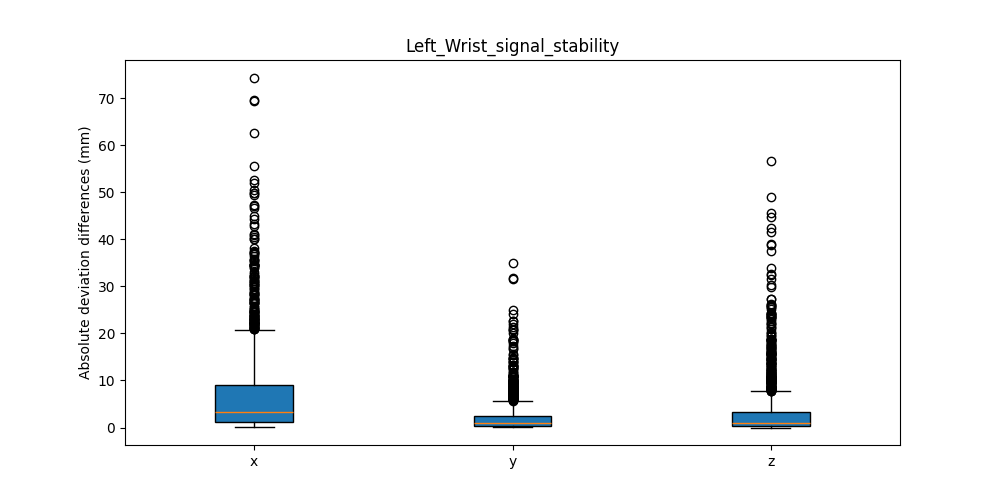 Left_Wrist_signal_stability
Absolute deviation differences (mm)
70
60
50
40
30
20
10
0
x
y
z